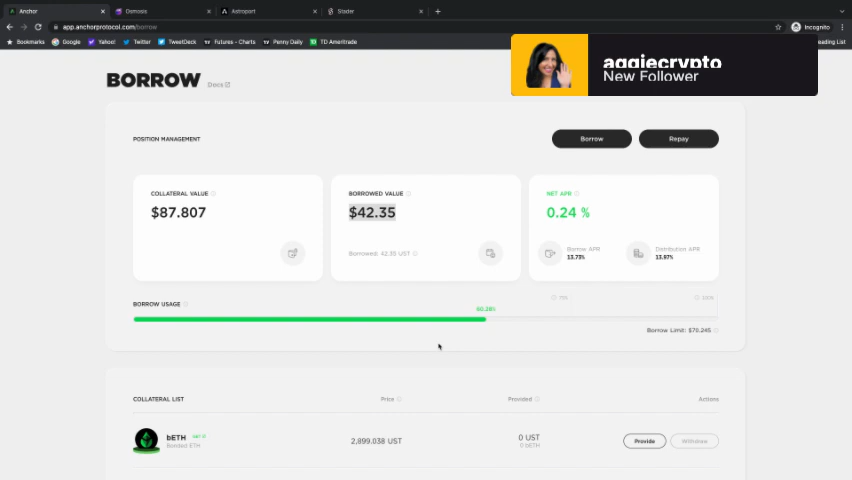 Anchor
Osmosis
Astroport
Stader
app.anchorprotocol.com/borrow
Incognito
Bookmarks
Google
Yahoo!
Twitter
TweetDeck
Futures - Charts
Penny Daily
TD Ameritrade
ading List
aggiecrypto
New Follower
BORROW
Docs
POSITION MANAGEMENT
Borrow
Repay
COLLATERAL VALUE
$87.807
BORROWED VALUE
$42.35
Borrowed: 42.35 UST
NET APR
0.24 %
Borrow APR
13.73%
Distribution APR
13.97%
BORROW USAGE
60.28%
Borrow Limit: $70.245
COLLATERAL LIST
Price
Provided
Actions
bETH
Bonded ETH
2,899.038 UST
0 UST
0 bETH
Provide
Withdraw